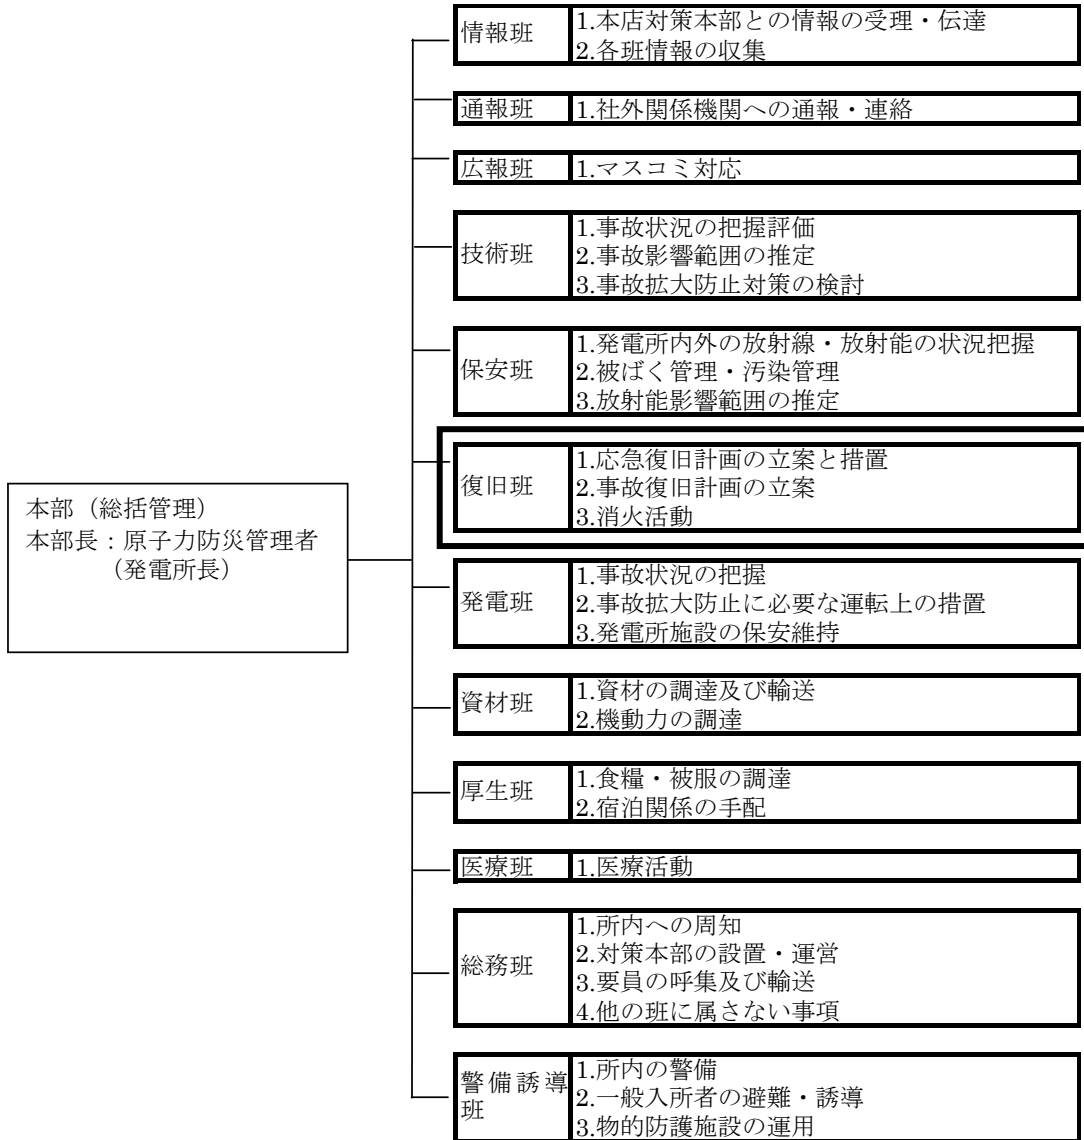 情報班
1.本店対策本部との情報の受理・伝達
2.各班情報の収集
通報班
1.社外関係機関への通報・連絡
広報班
1.マスコミ対応
技術班
1.事故状況の把握評価
2.事故影響範囲の推定
3.事故拡大防止対策の検討
保安班
1.発電所内外の放射線・放射能の状況把握
2.被ばく管理・汚染管理
3.放射能影響範囲の推定
復旧班
1.応急復旧計画の立案と措置
2.事故復旧計画の立案
3.消火活動
本部（総括管理）
本部長：原子力防災管理者
（発電所長）
発電班
1.事故状況の把握
2.事故拡大防止に必要な運転上の措置
3.発電所施設の保安維持
資材班
1.資材の調達及び輸送
2.機動力の調達
厚生班
1.食糧・被服の調達
2.宿泊関係の手配
医療班
1.医療活動
総務班
1.所内への周知
2.対策本部の設置・運営
3.要員の呼集及び輸送
4.他の班に属さない事項
警備誘導
班
1.所内の警備
2.一般入所者の避難・誘導
3.物的防護施設の運用